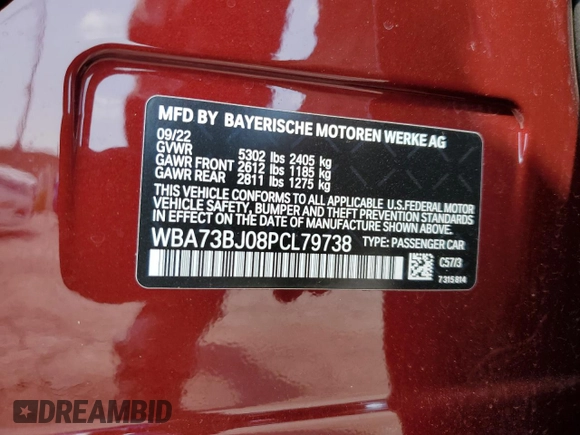 MFD BY BAYERISCHE MOTOREN WERKE AG
09/22
GVWR 5302 lbs 2405 kg
GAWR FRONT 2612 lbs 1185 kg
GAWR REAR 2811 lbs 1275 kg
THIS VEHICLE CONFORMS TO ALL APPLICABLE U.S.FEDERAL MOTOR
VEHICLE SAFETY, BUMPER AND THEFT PREVENTION STANDARDS
IN EFFECT ON THE DATE OF MANUFACTURE SHOWN ABOVE.
WBA73BJ08PCL79738 TYPE: PASSENGER CAR
C57/3
7315814
DREAMBID